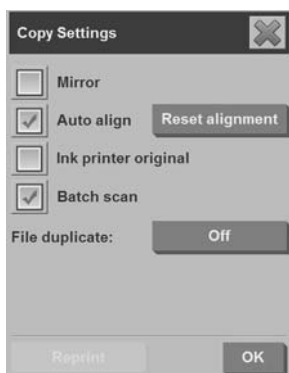 Copy Settings
Mirror
Auto align Reset alignment
Ink printer original
Batch scan
File duplicate: Off
Reprint OK